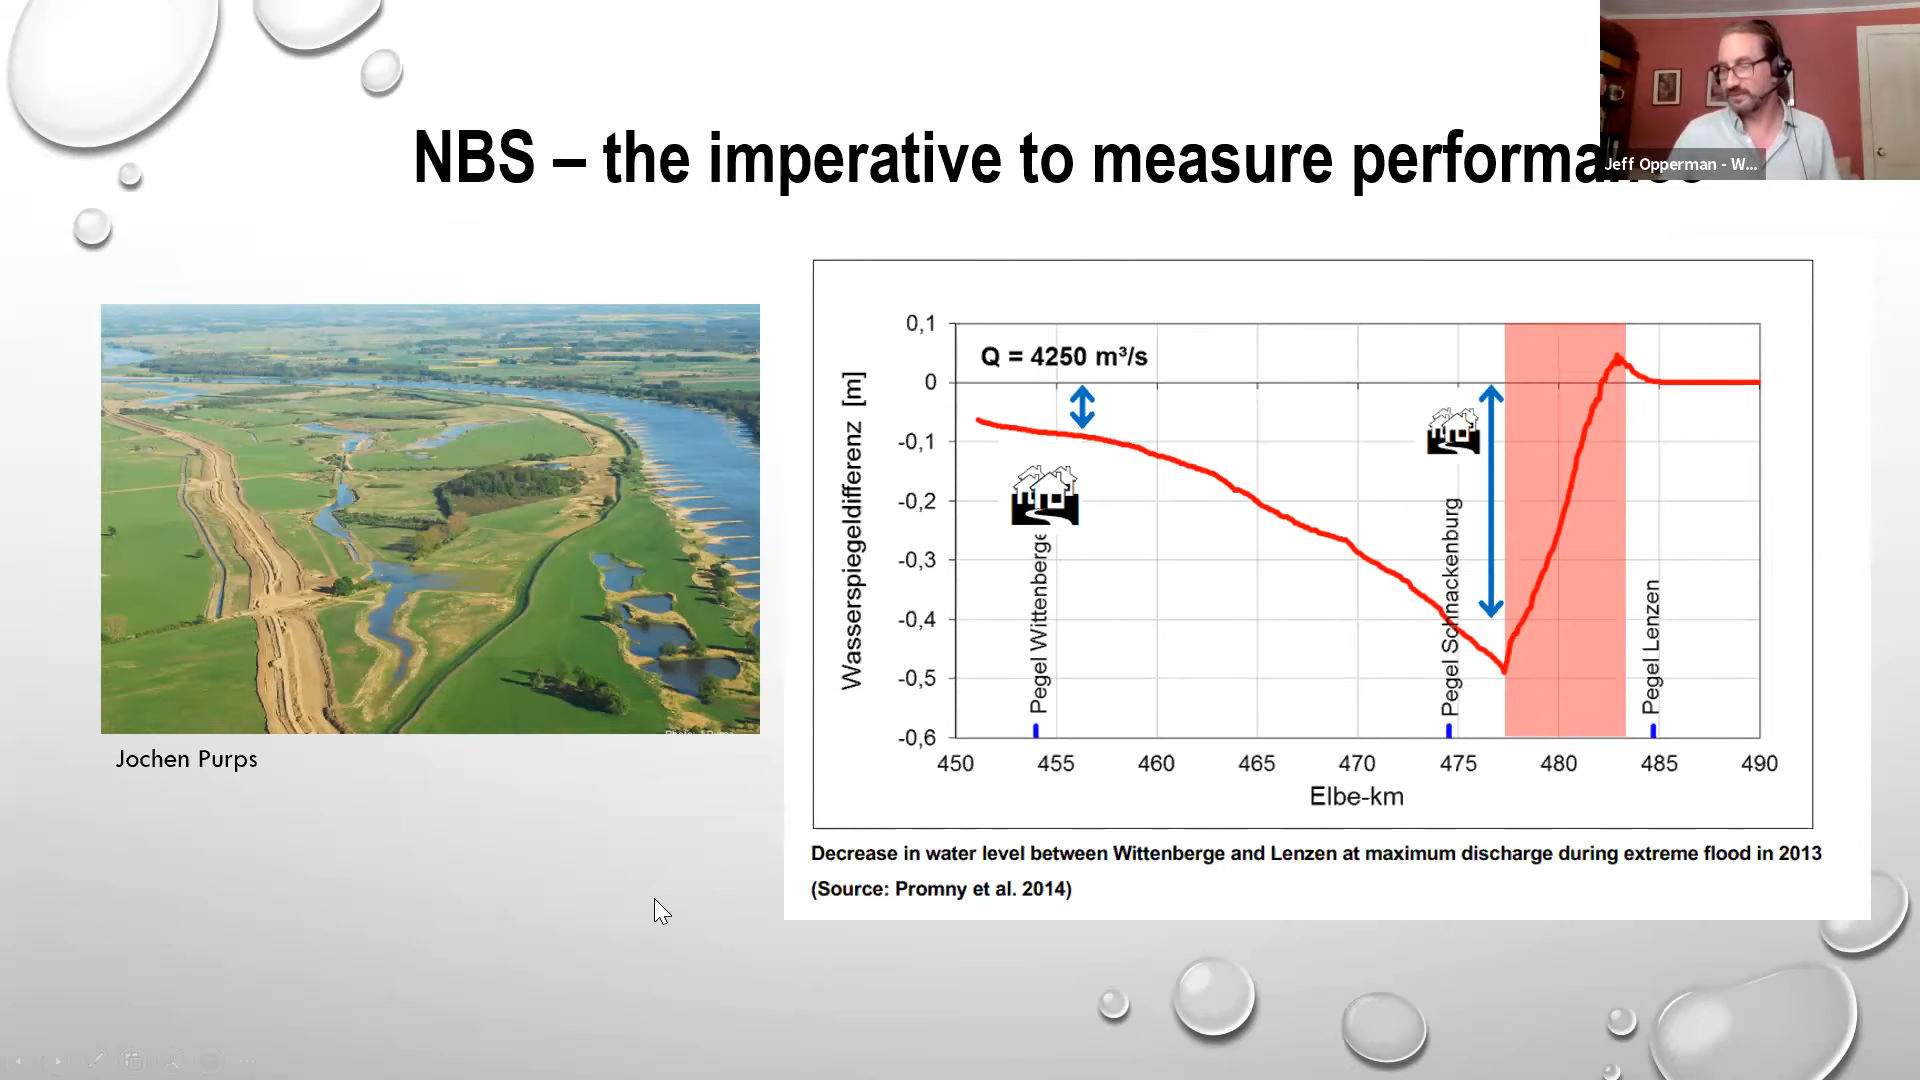 NBS – the imperative to measure performance
Jeff Opperman - W...
Jochen Purps
Q = 4250 m³/s
Wasserspiegeldifferenz [m]
0,1
0
-0,1
-0,2
-0,3
-0,4
-0,5
-0,6
Pegel Wittenberge
Pegel Schnackenburg
Pegel Lenzen
450 455 460 465 470 475 480 485 490
Elbe-km
Decrease in water level between Wittenberge and Lenzen at maximum discharge during extreme flood in 2013
(Source: Promny et al. 2014)